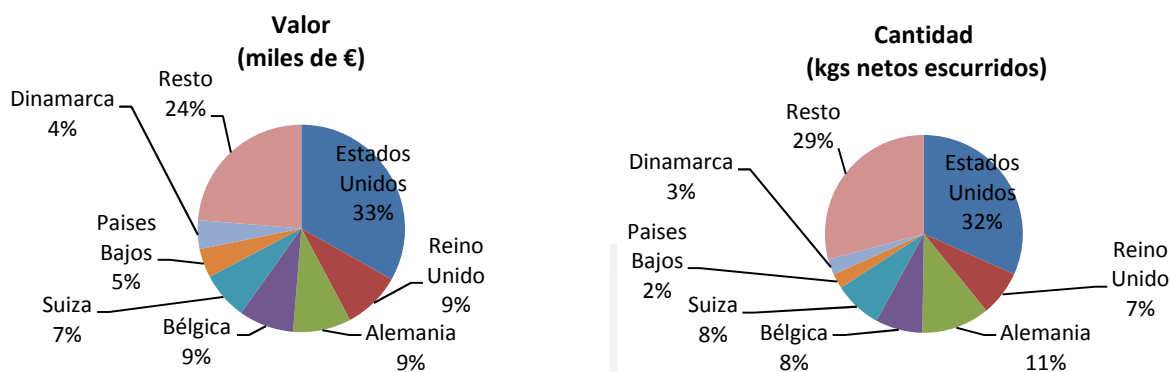 Valor
(miles de €)
Resto
24%
Dinamarca
4%
Estados
Unidos
33%
Paises
Bajos
5%
Reino
Unido
9%
Suiza
7%
Bélgica
9%
Alemania
9%
Cantidad
(kgs netos escurridos)
Resto
29%
Dinamarca
3%
Estados
Unidos
32%
Paises
Bajos
2%
Reino
Unido
7%
Suiza
8%
Bélgica
8%
Alemania
11%